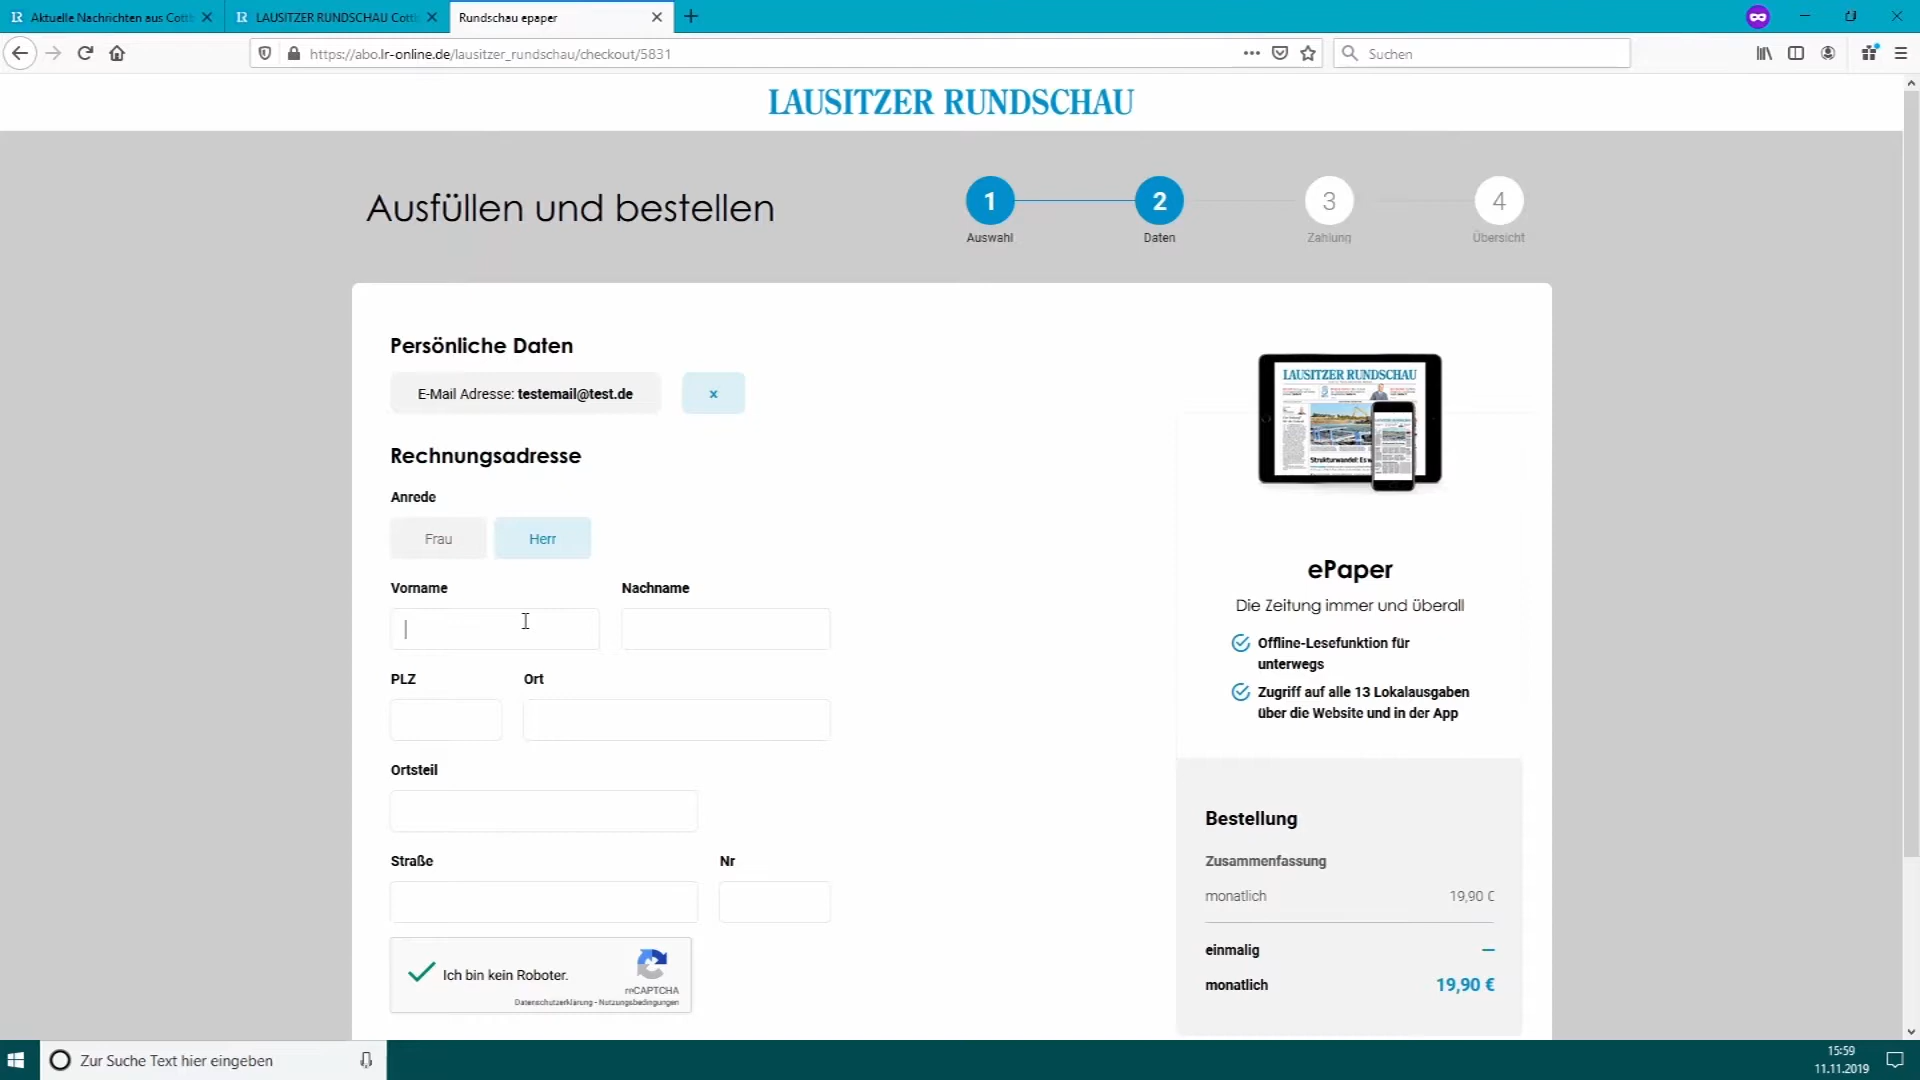 Aktuelle Nachrichten aus Cottb
LAUSITZER RUNDSCHAU Cottb
Rundschau epaper
https://abo.lr-online.de/lausitzer_rundschau/checkout/5831
Suchen
LAUSITZER RUNDSCHAU
Ausfüllen und bestellen
1
2
3
4
Auswahl
Daten
Zahlung
Übersicht
Persönliche Daten
E-Mail Adresse: testemail@test.de
x
Rechnungsadresse
Anrede
Frau
Herr
Vorname
Nachname
PLZ
Ort
Ortsteil
Straße
Nr
Ich bin kein Roboter.
reCAPTCHA
Datenschutzerklärung - Nutzungsbedingungen
LAUSITZER RUNDSCHAU
Strukturwandel: Es w
ePaper
Die Zeitung immer und überall
Offline-Lesefunktion für
unterwegs
Zugriff auf alle 13 Lokalausgaben
über die Website und in der App
Bestellung
Zusammenfassung
monatlich 19,90 €
einmalig —
monatlich 19,90 €
Zur Suche Text hier eingeben
15:59
11.11.2019